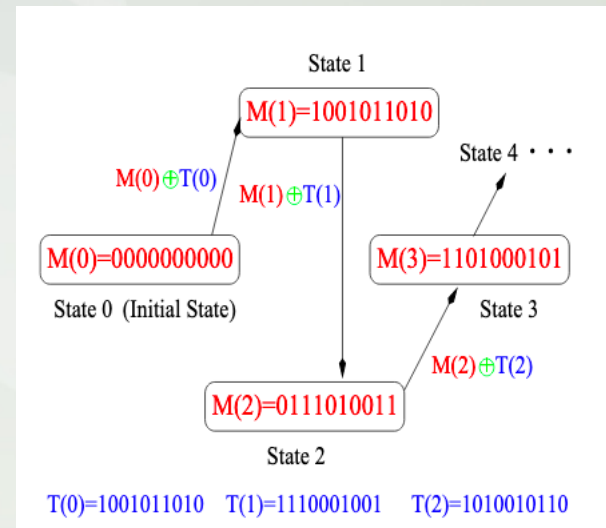 State 1
M(1)=1001011010
State 4 · · ·
M(0)⊕T(0)
M(1)⊕T(1)
M(0)=0000000000
M(3)=1101000101
State 0 (Initial State)
State 3
M(2)⊕T(2)
M(2)=0111010011
State 2
T(0)=1001011010 T(1)=1110001001 T(2)=1010010110